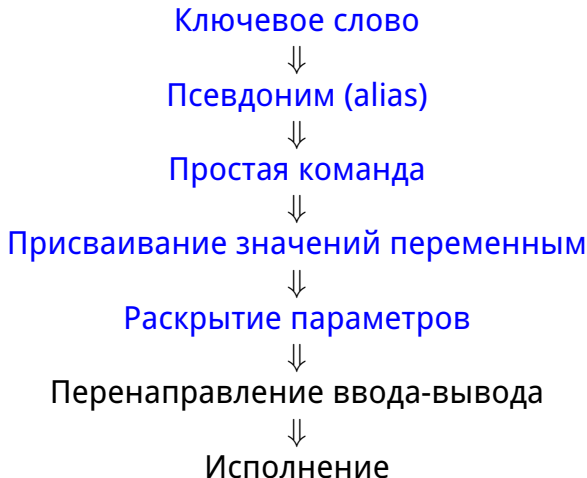 Ключевое слово
⇓
Псевдоним (alias)
⇓
Простая команда
⇓
Присваивание значений переменным
⇓
Раскрытие параметров
⇓
Перенаправление ввода-вывода
⇓
Исполнение